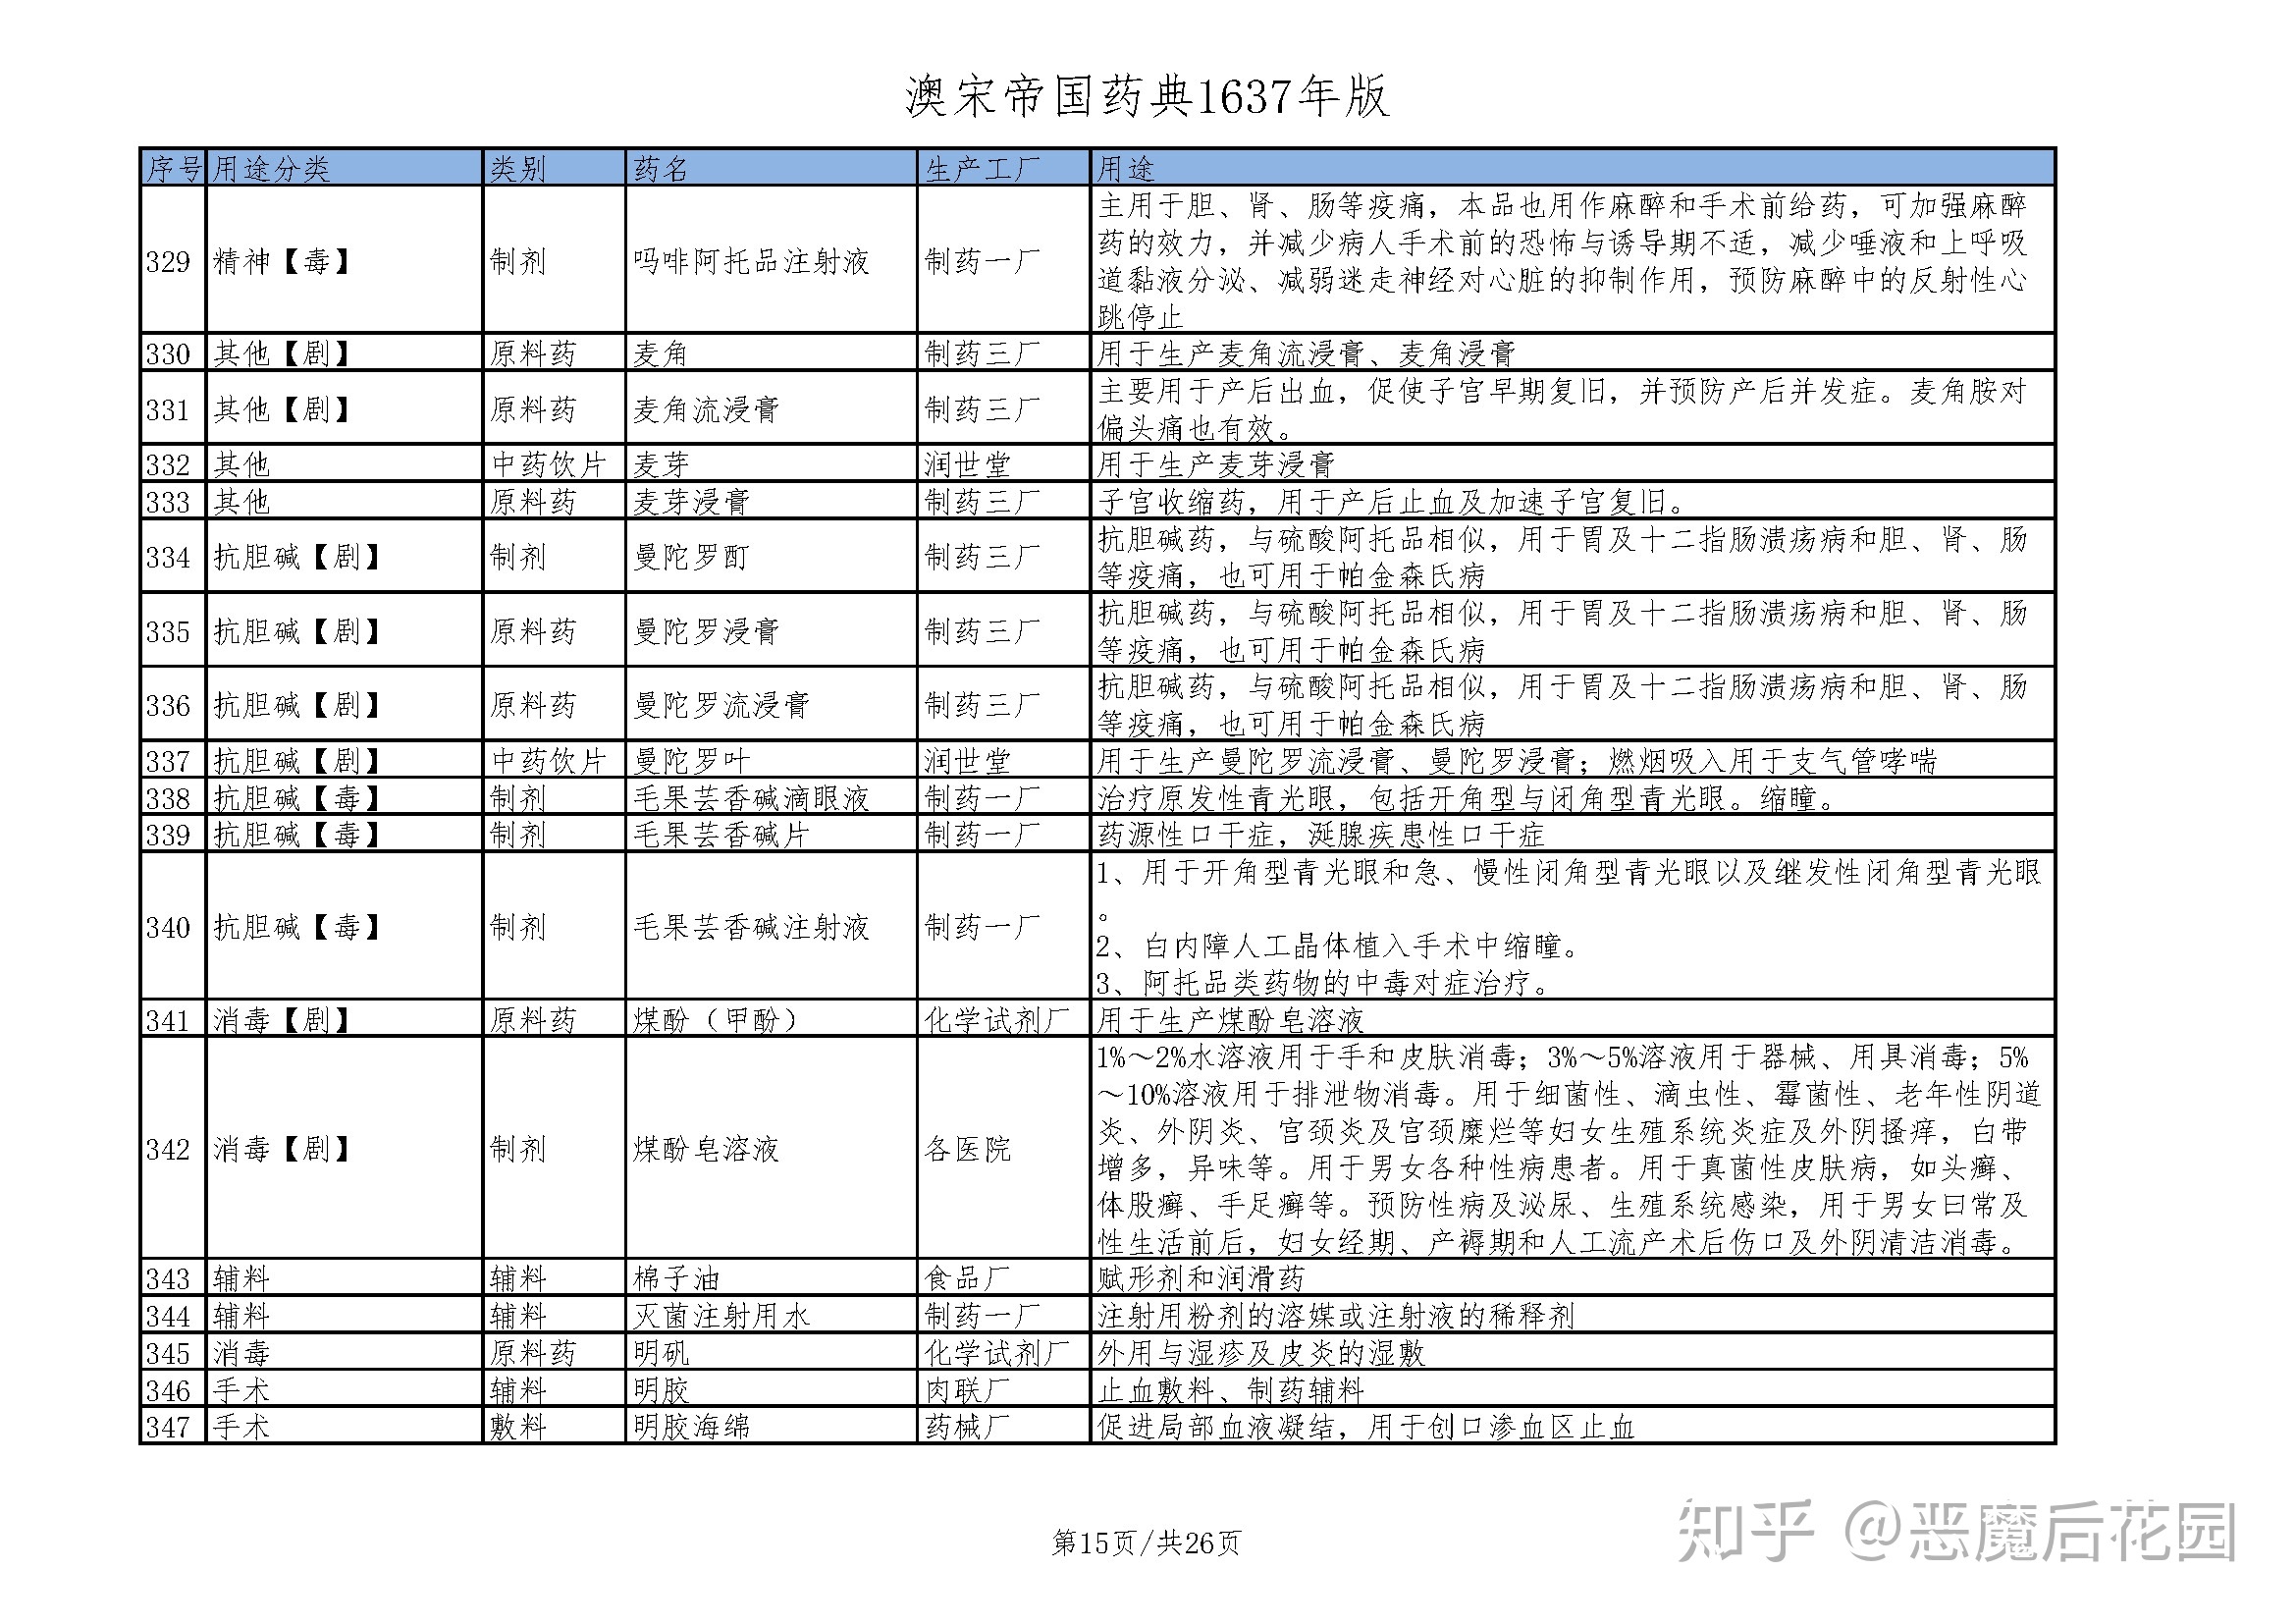 澳宋帝国药典1637年版
序号 用途分类 类别 药名 生产工厂 用途
329 精神【毒】 制剂 吗啡阿托品注射液 制药一厂 主用于胆、肾、肠等疫痛，本品也用作麻醉和手术前给药，可加强麻醉
药的效力，并减少病人手术前的恐怖与诱导期不适，减少唾液和上呼吸
道黏液分泌、减弱迷走神经对心脏的抑制作用，预防麻醉中的反射性心
跳停止
330 其他【剧】 原料药 麦角 制药三厂 用于生产麦角流浸膏、麦角浸膏
331 其他【剧】 原料药 麦角流浸膏 制药三厂 主要用于产后出血，促使子宫早期复旧，并预防产后并发症。麦角胺对
偏头痛也有效。
332 其他 中药饮片 麦芽 润世堂 用于生产麦芽浸膏
333 其他 原料药 麦芽浸膏 制药三厂 子宫收缩药，用于产后止血及加速子宫复旧。
334 抗胆碱【剧】 制剂 曼陀罗酊 制药三厂 抗胆碱药，与硫酸阿托品相似，用于胃及十二指肠溃疡病和胆、肾、肠
等疫痛，也可用于帕金森氏病
335 抗胆碱【剧】 原料药 曼陀罗浸膏 制药三厂 抗胆碱药，与硫酸阿托品相似，用于胃及十二指肠溃疡病和胆、肾、肠
等疫痛，也可用于帕金森氏病
336 抗胆碱【剧】 原料药 曼陀罗流浸膏 制药三厂 抗胆碱药，与硫酸阿托品相似，用于胃及十二指肠溃疡病和胆、肾、肠
等疫痛，也可用于帕金森氏病
337 抗胆碱【剧】 中药饮片 曼陀罗叶 润世堂 用于生产曼陀罗流浸膏、曼陀罗浸膏；燃烟吸入用于支气管哮喘
338 抗胆碱【毒】 制剂 毛果芸香碱滴眼液 制药一厂 治疗原发性青光眼，包括开角型与闭角型青光眼。缩瞳。
339 抗胆碱【毒】 制剂 毛果芸香碱片 制药一厂 药源性口干症，涎腺疾患性口干症
340 抗胆碱【毒】 制剂 毛果芸香碱注射液 制药一厂 1、用于开角型青光眼和急、慢性闭角型青光眼以及继发性闭角型青光眼
。
2、白内障人工晶体植入手术中缩瞳。
3、阿托品类药物的中毒对症治疗。
341 消毒【剧】 原料药 煤酚（甲酚） 化学试剂厂 用于生产煤酚皂溶液
342 消毒【剧】 制剂 煤酚皂溶液 各医院 1%～2%水溶液用于手和皮肤消毒；3%～5%溶液用于器械、用具消毒；5%
～10%溶液用于排泄物消毒。用于细菌性、滴虫性、霉菌性、老年性阴道
炎、外阴炎、宫颈炎及宫颈糜烂等妇女生殖系统炎症及外阴搔痒，白带
增多，异味等。用于男女各种性病患者。用于真菌性皮肤病，如头癣、
体股癣、手足癣等。预防性病及泌尿、生殖系统感染，用于男女日常及
性生活前后，妇女经期、产褥期和人工流产术后伤口及外阴清洁消毒。
343 辅料 辅料 棉子油 食品厂 赋形剂和润滑药
344 辅料 辅料 灭菌注射用水 制药一厂 注射用粉剂的溶媒或注射液的稀释剂
345 消毒 原料药 明矾 化学试剂厂 外用与湿疹及皮炎的湿敷
346 手术 辅料 明胶 肉联厂 止血敷料、制药辅料
347 手术 敷料 明胶海绵 药械厂 促进局部血液凝结，用于创口渗血区止血
第15页/共26页
知乎 @恶魔后花园